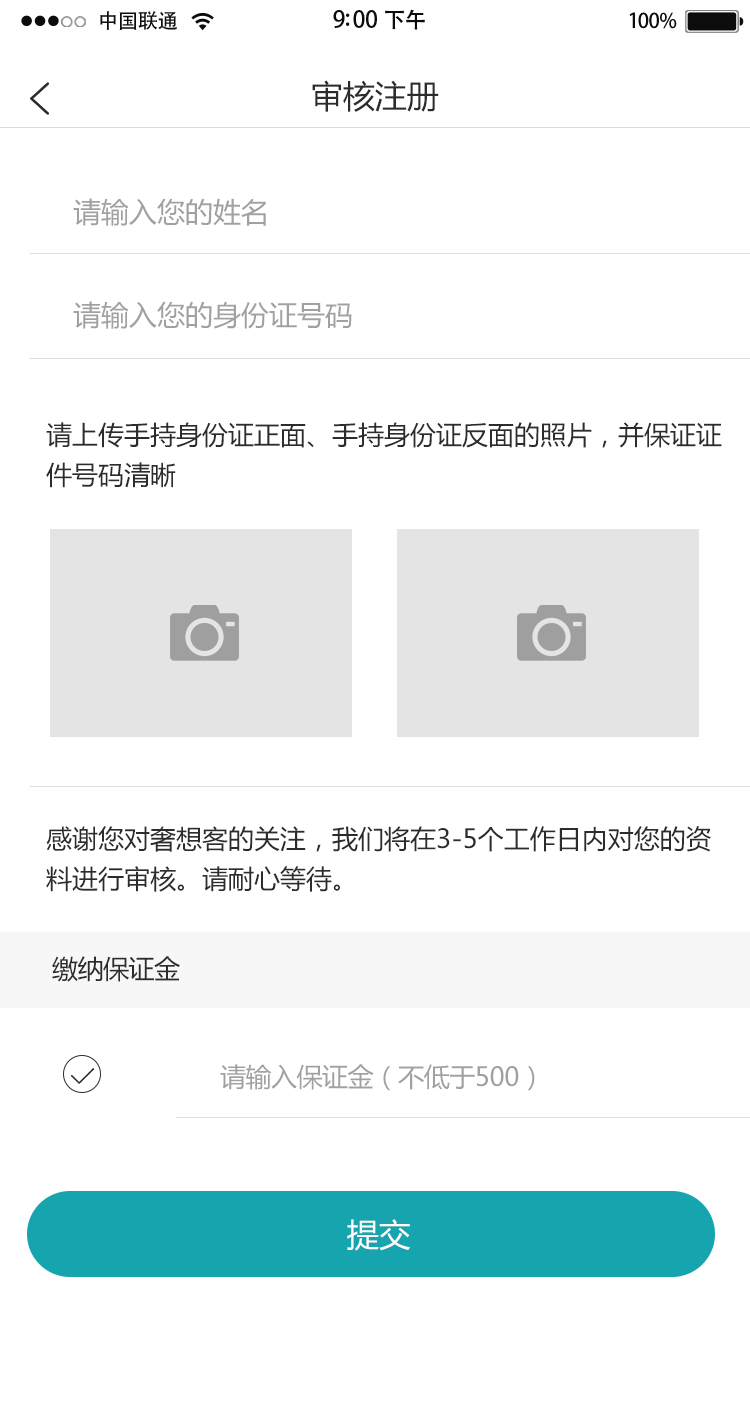 中国联通 9:00 下午 100%
审核注册
请输入您的姓名
请输入您的身份证号码
请上传手持身份证正面、手持身份证反面的照片，并保证证
件号码清晰
感谢您对奢想客的关注，我们将在3-5个工作日内对您的资
料进行审核。请耐心等待。
缴纳保证金
请输入保证金（不低于500）
提交